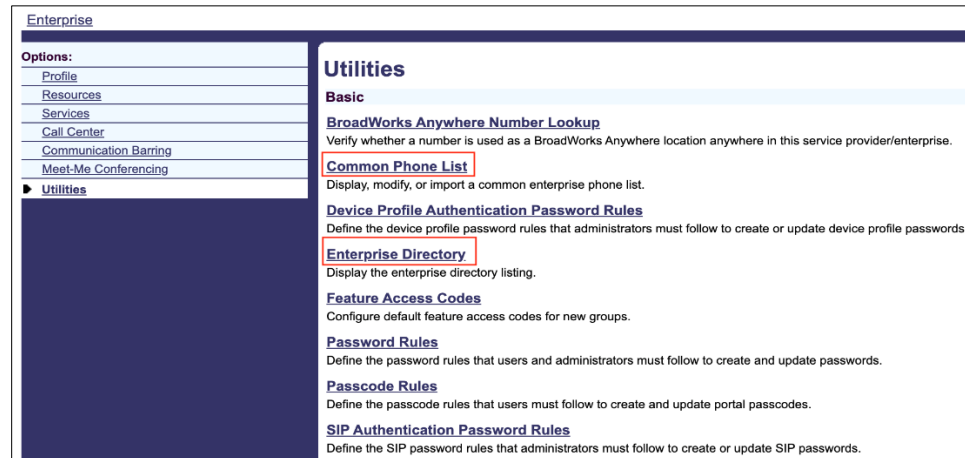 Enterprise
Options:
Profile
Resources
Services
Call Center
Communication Barring
Meet-Me Conferencing
Utilities
Utilities
Basic
BroadWorks Anywhere Number Lookup
Verify whether a number is used as a BroadWorks Anywhere location anywhere in this service provider/enterprise.
Common Phone List
Display, modify, or import a common enterprise phone list.
Device Profile Authentication Password Rules
Define the device profile password rules that administrators must follow to create or update device profile passwords
Enterprise Directory
Display the enterprise directory listing.
Feature Access Codes
Configure default feature access codes for new groups.
Password Rules
Define the password rules that users and administrators must follow to create and update passwords.
Passcode Rules
Define the passcode rules that users must follow to create and update portal passcodes.
SIP Authentication Password Rules
Define the SIP password rules that administrators must follow to create or update SIP passwords.